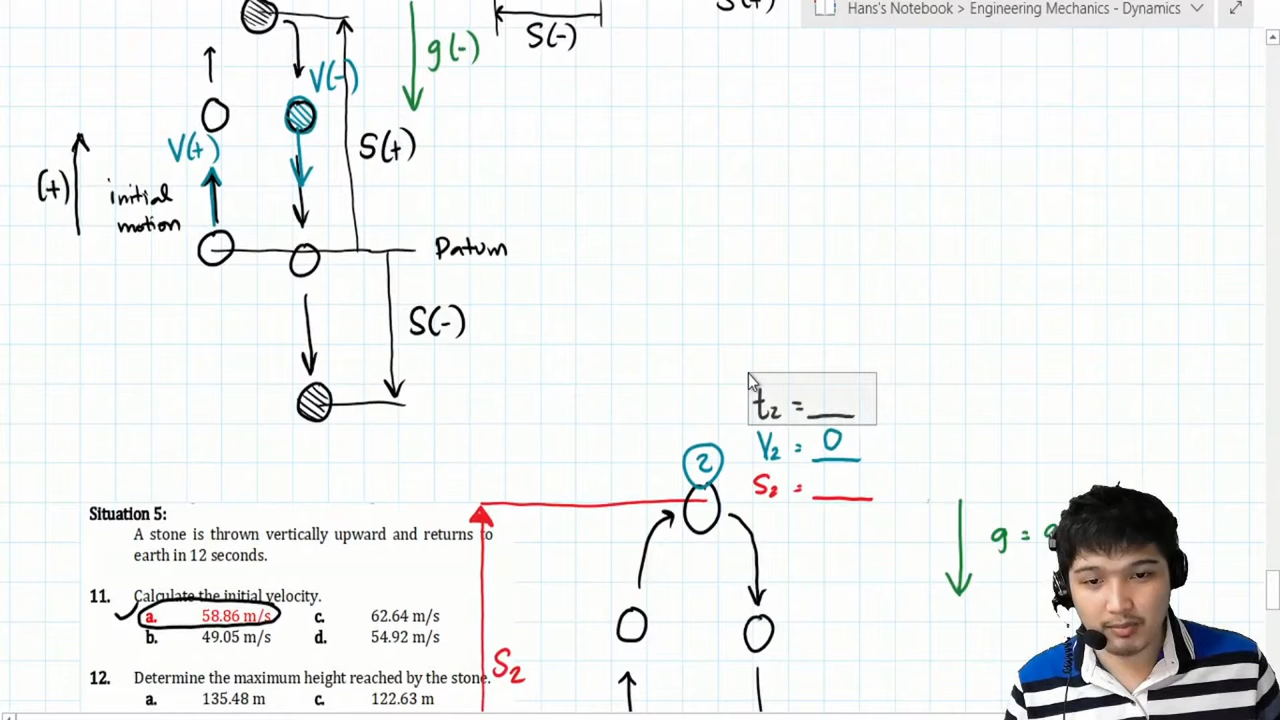 S(+)
Hans's Notebook > Engineering Mechanics - Dynamics
S(-)
g(-)
V(-)
V(+)
S(+)
(+)
initial
motion
Datum
S(-)
t2 = __
V2 = 0
S2 = __
2
g =
Situation 5:
A stone is thrown vertically upward and returns to
earth in 12 seconds.
11. Calculate the initial velocity.
a. 58.86 m/s c. 62.64 m/s
b. 49.05 m/s d. 54.92 m/s
S2
12. Determine the maximum height reached by the stone.
a. 135.48 m c. 122.63 m